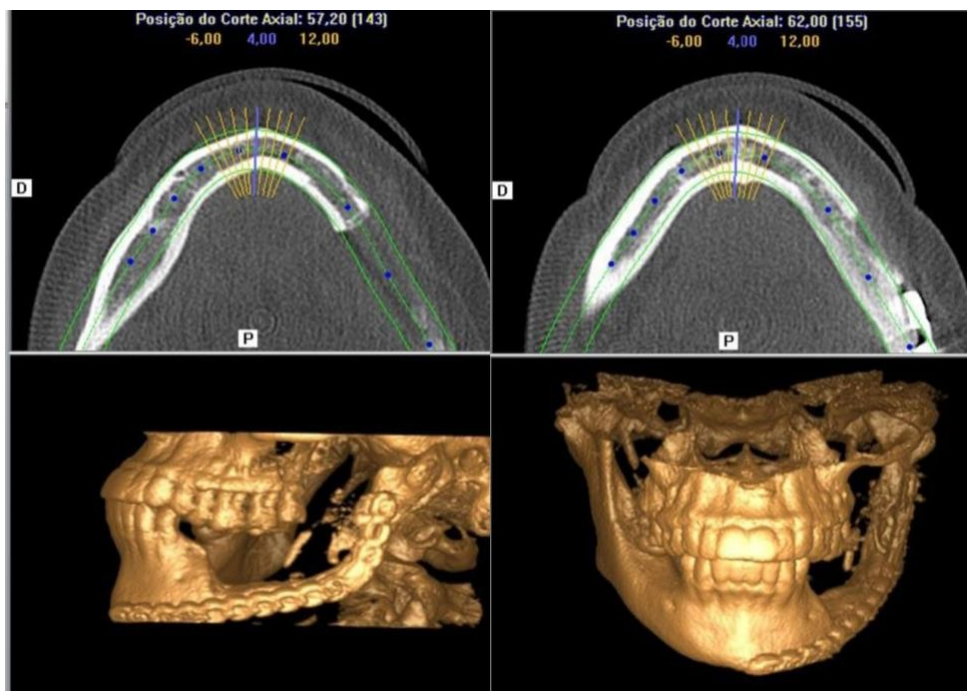 Posição do Corte Axial: 57,20 (143)
-6,00 4,00 12,00
D
P
Posição do Corte Axial: 62,00 (155)
-6,00 4,00 12,00
D
P